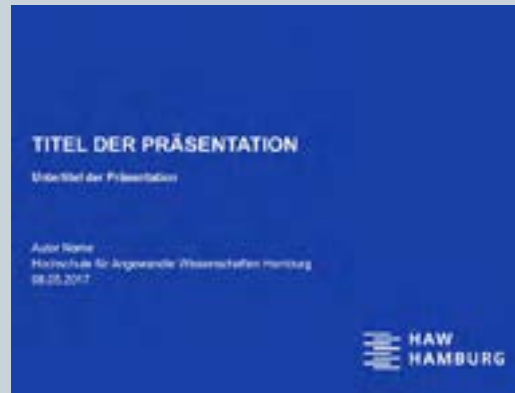 TITEL DER PRÄSENTATION
Untertitel der Präsentation
Autor Name
Hochschule für Angewandte Wissenschaften Hamburg
08.05.2017
HAW
HAMBURG